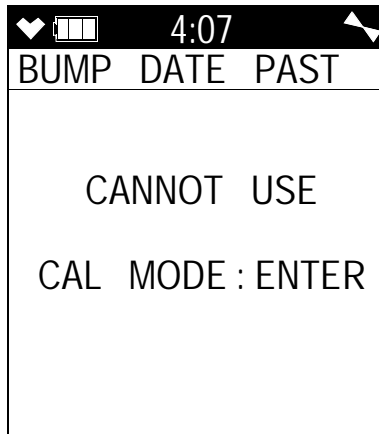 4:07
BUMP DATE PAST
CANNOT USE
CAL MODE : ENTER